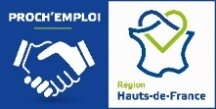 PROCH'EMPLOI
Région
Hauts-de-France